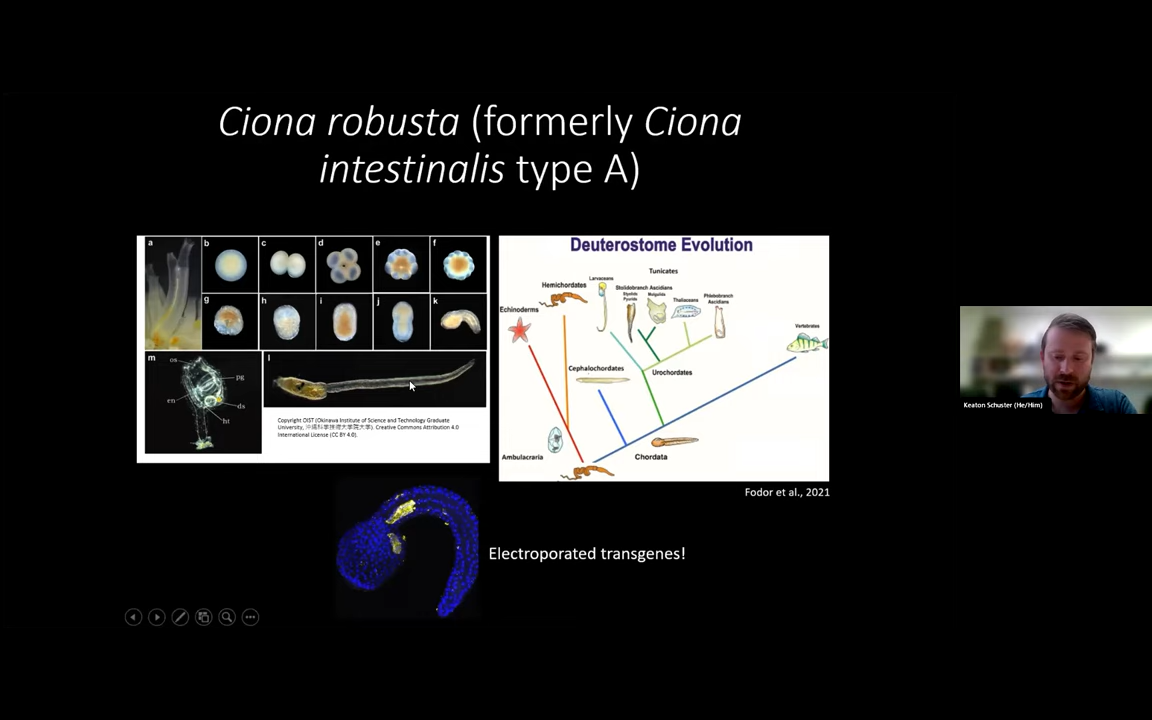 Ciona robusta (formerly Ciona
intestinalis type A)
a
b
c
d
e
f
g
h
i
j
k
m
os
pg
en
ds
ht
l
Copyright OIST (Okinawa Institute of Science and Technology Graduate
University, 沖縄科学技術大学院大学). Creative Commons Attribution 4.0
International License (CC BY 4.0).
Deuterostome Evolution
Tunicates
Larvaceans
Stolidobranch Ascidians
Styelids
Pyurids
Molgulids
Thaliaceans
Phlebobranch
Ascidians
Hemichordates
Echinoderms
Vertebrates
Cephalochordates
Urochordates
Ambulacraria
Chordata
Fodor et al., 2021
Electroporated transgenes!
Keaton Schuster (He/Him)